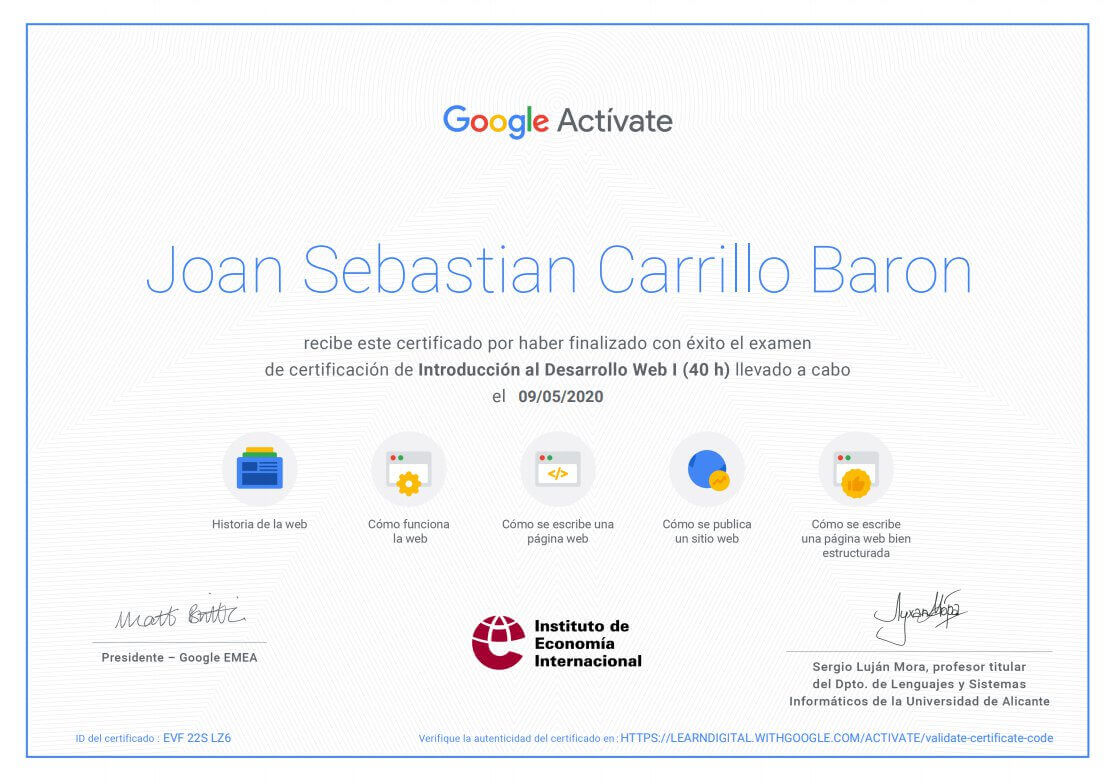 Google Actívate
Joan Sebastian Carrillo Baron
recibe este certificado por haber finalizado con éxito el examen
de certificación de Introducción al Desarrollo Web I (40 h) llevado a cabo
el 09/05/2020
</>
Historia de la web
Cómo funciona
la web
Cómo se escribe una
página web
Cómo se publica
un sitio web
Cómo se escribe
una página web bien
estructurada
Presidente – Google EMEA
Instituto de
Economía
Internacional
Sergio Luján Mora, profesor titular
del Dpto. de Lenguajes y Sistemas
Informáticos de la Universidad de Alicante
ID del certificado : EVF 22S LZ6
Verifique la autenticidad del certificado en : HTTPS://LEARNDIGITAL.WITHGOOGLE.COM/ACTIVATE/validate-certificate-code